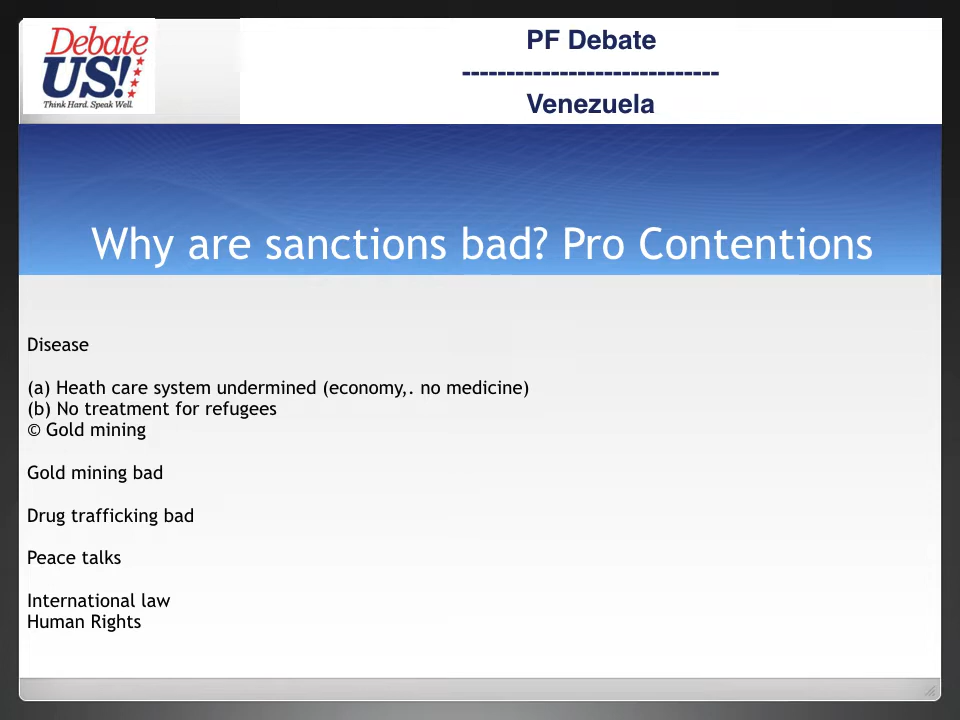 Debate
US!
Think Hard. Speak Well.
PF Debate
-----------------------------
Venezuela
Why are sanctions bad? Pro Contentions
Disease
(a) Heath care system undermined (economy,. no medicine)
(b) No treatment for refugees
© Gold mining
Gold mining bad
Drug trafficking bad
Peace talks
International law
Human Rights